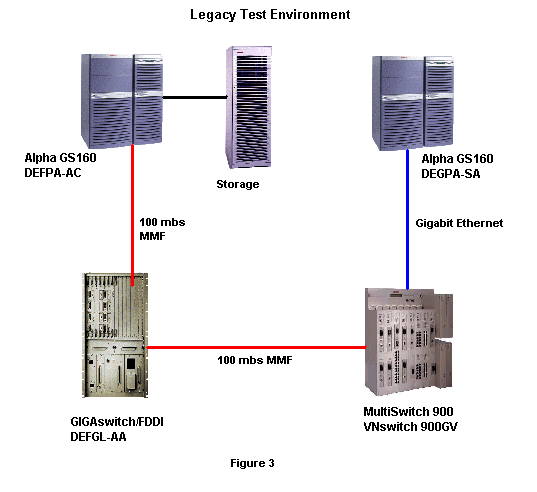 Legacy Test Environment
Alpha GS160
DEFPA-AC
Storage
Alpha GS160
DEGPA-SA
100 mbs
MMF
Gigabit Ethernet
100 mbs MMF
GIGAswitch/FDDI
DEFGL-AA
MultiSwitch 900
VNswitch 900GV
Figure 3